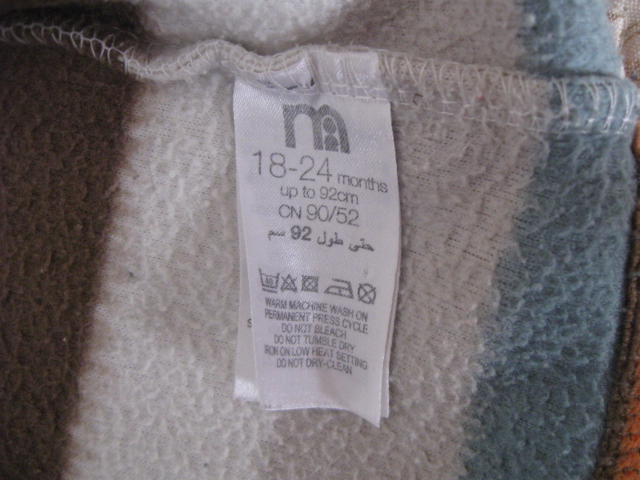 m
18-24 months
up to 92cm
CN 90/52
حتى طول 92 سم
40
WARM MACHINE WASH ON
PERMANENT PRESS CYCLE
DO NOT BLEACH
DO NOT TUMBLE DRY
IRON ON LOW HEAT SETTING
DO NOT DRY-CLEAN